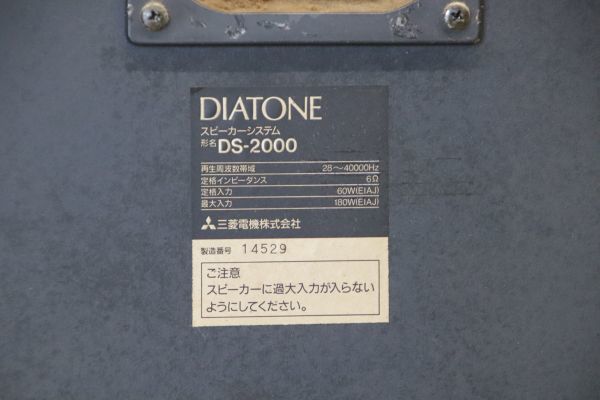 DIATONE
スピーカーシステム
形名 DS-2000
再生周波数帯域 28～40000Hz
定格インピーダンス 6Ω
定格入力 60W(EIAJ)
最大入力 180W(EIAJ)
三菱電機株式会社
製造番号 14529
ご注意
スピーカーに過大入力が入らない
ようにしてください。